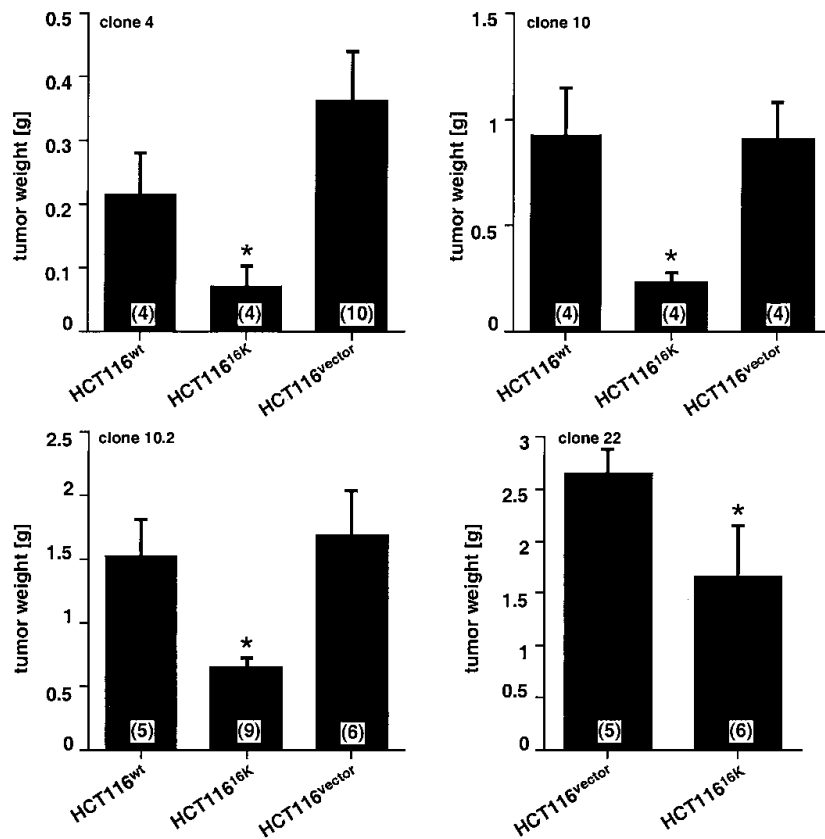 clone 4
tumor weight [g]
0.5
0.4
0.3
0.2
0.1
0
*
(4)
(4)
(10)
HCT116wt
HCT11616K
HCT116vector
clone 10
tumor weight [g]
1.5
1
0.5
0
*
(4)
(4)
(4)
HCT116wt
HCT11616K
HCT116vector
clone 10.2
tumor weight [g]
2.5
2
1.5
1
0.5
0
*
(5)
(9)
(6)
HCT116wt
HCT11616K
HCT116vector
clone 22
tumor weight [g]
3
2.5
2
1.5
1
0.5
0
*
(5)
(6)
HCT116vector
HCT11616K